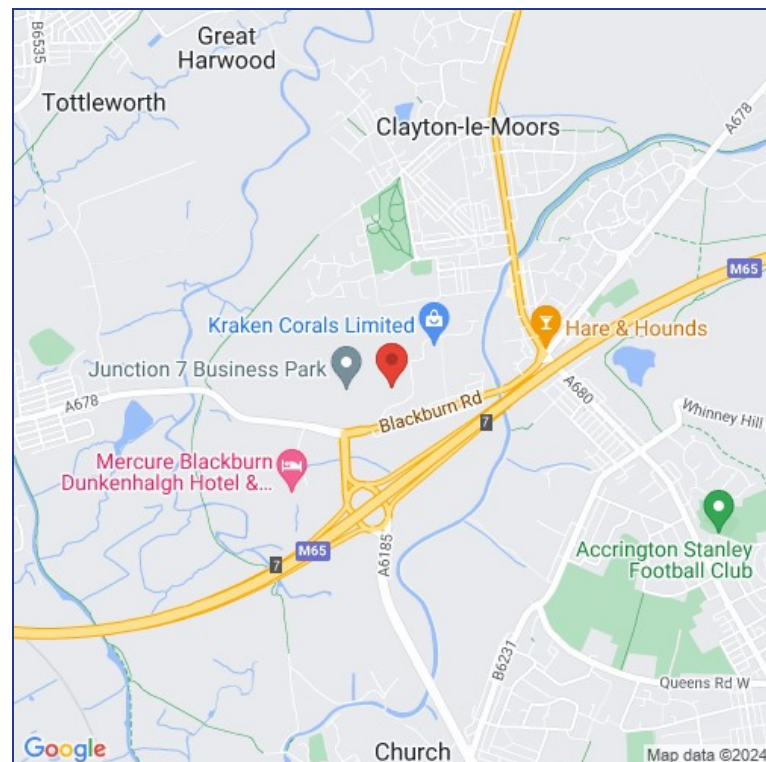 B6535
Great
Harwood
Tottleworth
Clayton-le-Moors
A678
M65
Kraken Corals Limited
Hare & Hounds
Junction 7 Business Park
A678
Blackburn Rd
A680
7
Whinney Hill
Mercure Blackburn
Dunkenhalgh Hotel &...
M65
7
A6185
Accrington Stanley
Football Club
B6231
Queens Rd W
Church
Google
Map data ©2024